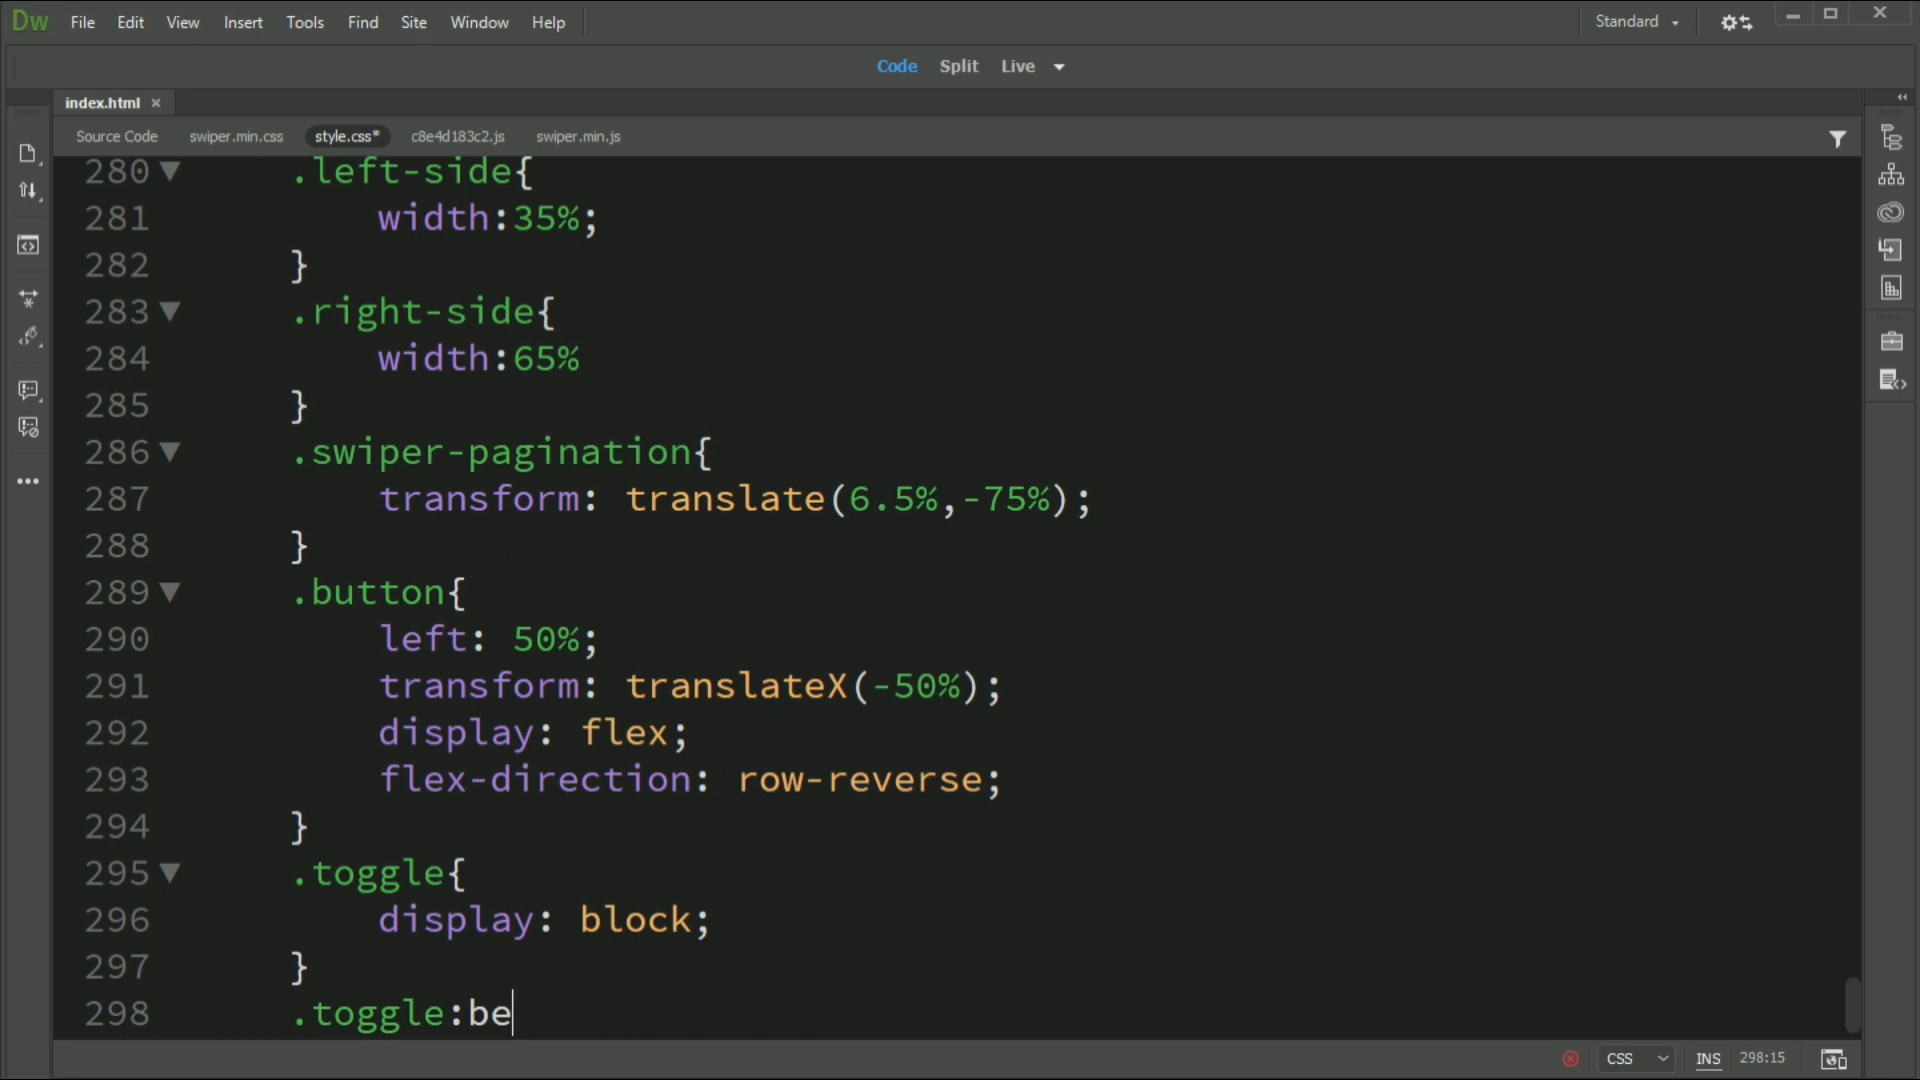 Dw File Edit View Insert Tools Find Site Window Help Standard
Code Split Live
index.html ×
Source Code swiper.min.css style.css* c8e4d183c2.js swiper.min.js
280 .left-side{
281 width:35%;
282 }
283 .right-side{
284 width:65%
285 }
286 .swiper-pagination{
287 transform: translate(6.5%,-75%);
288 }
289 .button{
290 left: 50%;
291 transform: translateX(-50%);
292 display: flex;
293 flex-direction: row-reverse;
294 }
295 .toggle{
296 display: block;
297 }
298 .toggle:be
CSS INS 298:15